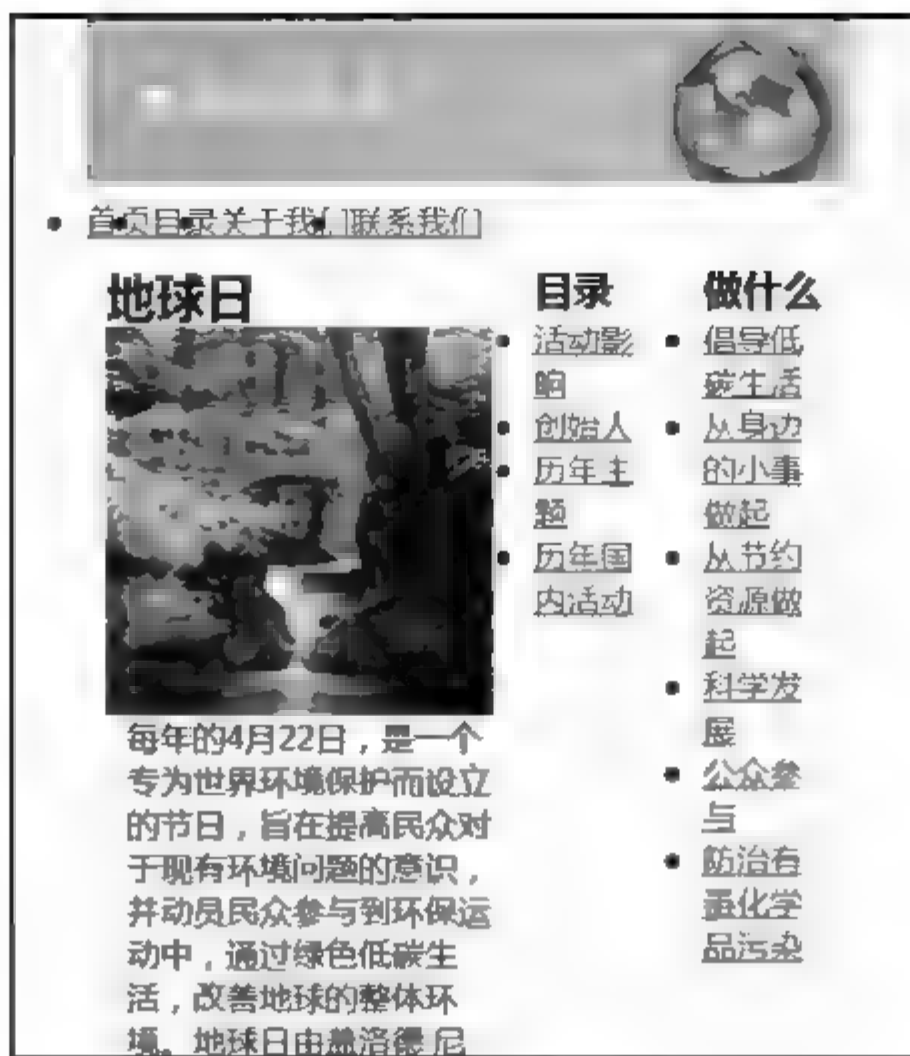 首页目录关于我们联系我们
地球日
每年的4月22日，是一个
专为世界环境保护而设立
的节日，旨在提高民众对
于现有环境问题的意识，
并动员民众参与到环保运
动中，通过绿色低碳生
活，改善地球的整体环
境。地球日由盖洛德 尼
目录
活动影
响
创始人
历年主
题
历年国
内活动
做什么
倡导低
碳生活
从身边
的小事
做起
从节约
资源做
起
科学发
展
公众参
与
防治有
毒化学
品污染